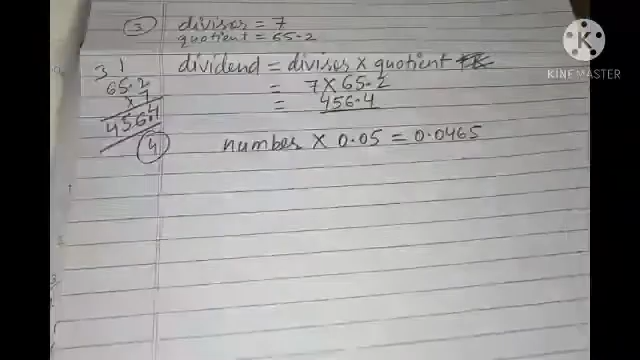 3 divisor = 7
quotient = 65.2
dividend = divisor x quotient
= 7 x 65.2
= 456.4
3 1
65.2
x 7
456.4
4 number x 0.05 = 0.0465
K
KINEMASTER